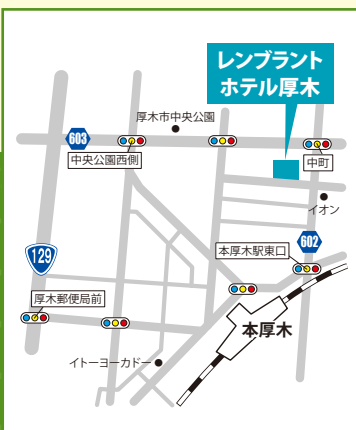 レンブラント
ホテル厚木
厚木市中央公園
603
中央公園西側
中町
イオン
602
本厚木駅東口
129
厚木郵便局前
本厚木
イトーヨーカドー